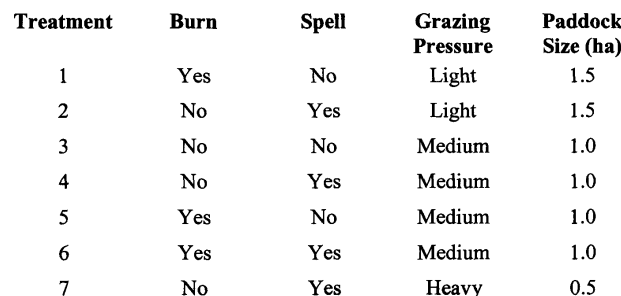 Treatment Burn Spell Grazing Pressure Paddock Size (ha)
1 Yes No Light 1.5
2 No Yes Light 1.5
3 No No Medium 1.0
4 No Yes Medium 1.0
5 Yes No Medium 1.0
6 Yes Yes Medium 1.0
7 No Yes Heavy 0.5